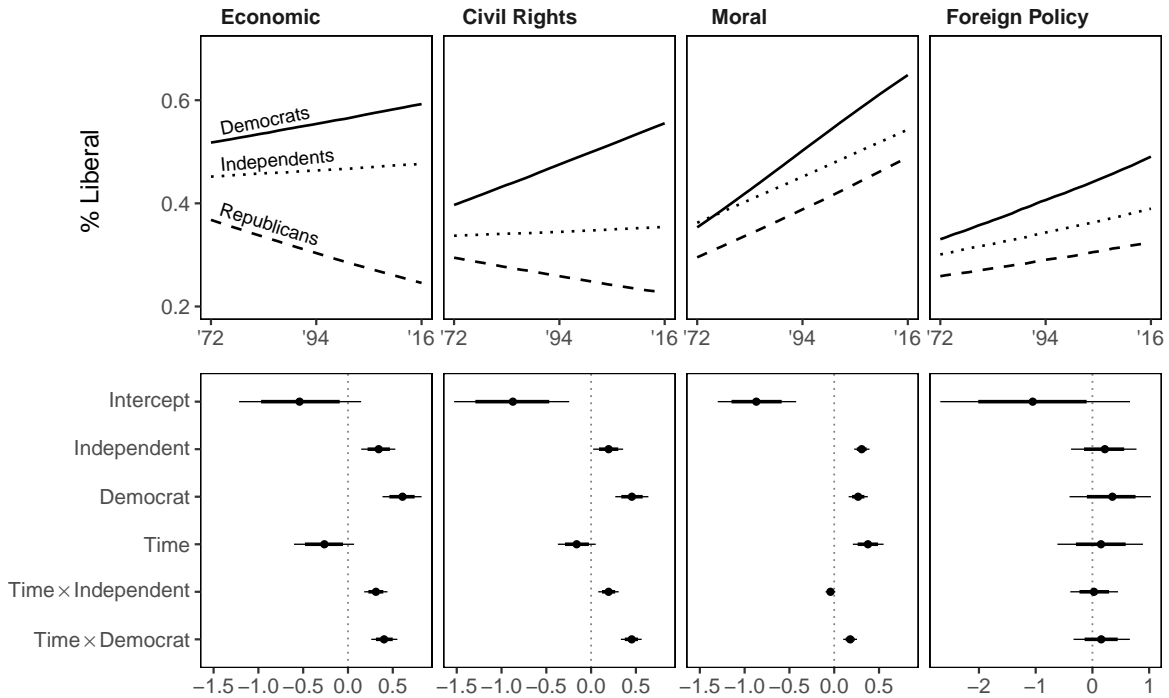 Economic Civil Rights Moral Foreign Policy
% Liberal
0.6
0.4
0.2
Democrats
Independents
Republicans
'72 '94 '16 '72 '94 '16 '72 '94 '16 '72 '94 '16
Intercept
Independent
Democrat
Time
Time×Independent
Time×Democrat
−1.5 −1.0 −0.5 0.0 0.5 −1.5 −1.0 −0.5 0.0 0.5 −1.5 −1.0 −0.5 0.0 0.5 −2 −1 0 1